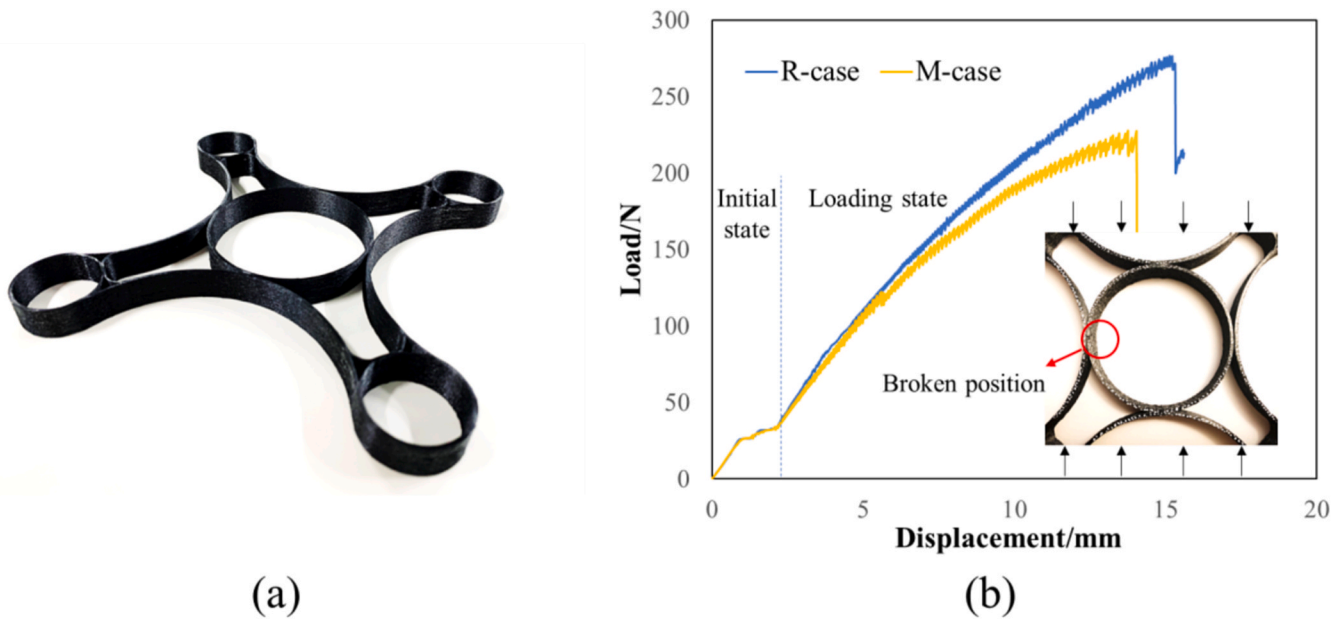 300
250
200
150
100
50
0
Load/N
R-case
M-case
Initial
state
Loading state
Broken position
0
5
10
15
20
Displacement/mm
(a)
(b)